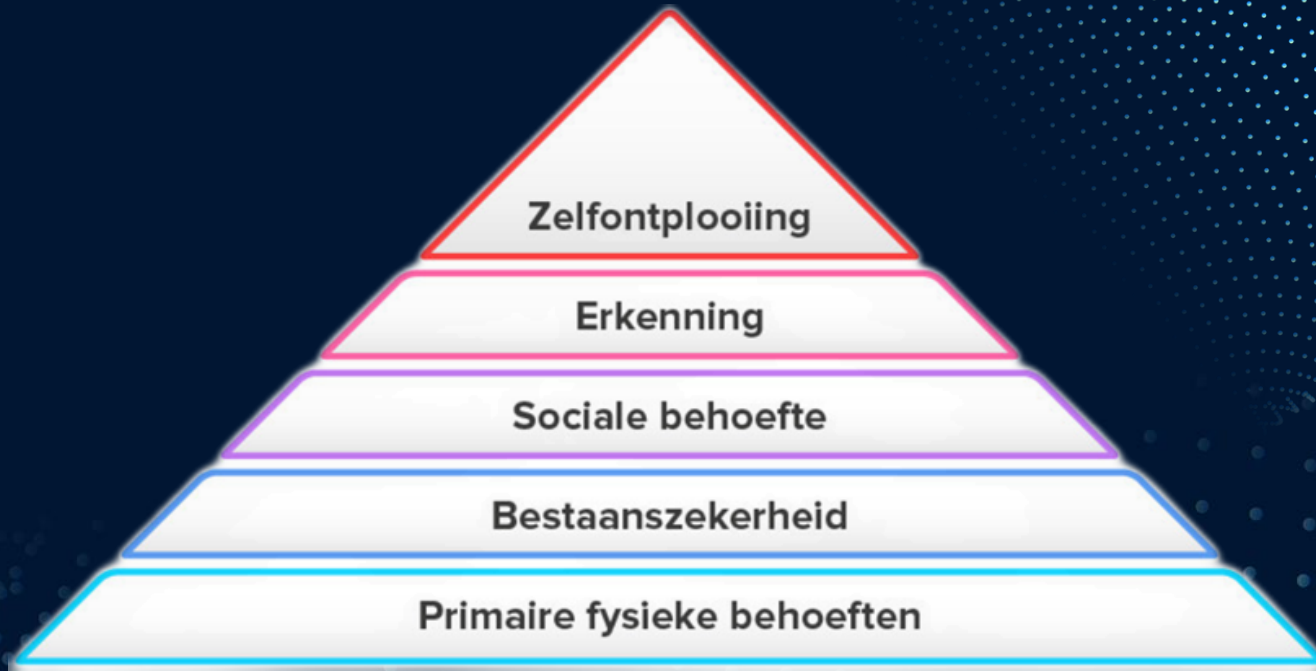 Zelfontplooiing
Erkenning
Sociale behoefte
Bestaanszekerheid
Primaire fysieke behoeften